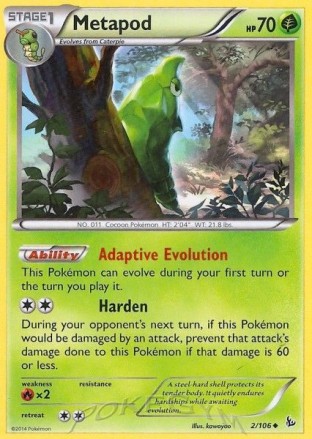 STAGE1
Metapod
HP70
Evolves from Caterpie
NO. 011 Cocoon Pokémon HT: 2'04" WT: 21.8 lbs.
Ability Adaptive Evolution
This Pokémon can evolve during your first turn or
the turn you play it.
Harden
During your opponent's next turn, if this Pokémon
would be damaged by an attack, prevent that attack's
damage done to this Pokémon if that damage is 60
or less.
weakness resistance
×2
A steel-hard shell protects its
tender body. It quietly endures
hardships while awaiting
evolution.
retreat
illus. kawayoo
2/106
©2014 Pokémon